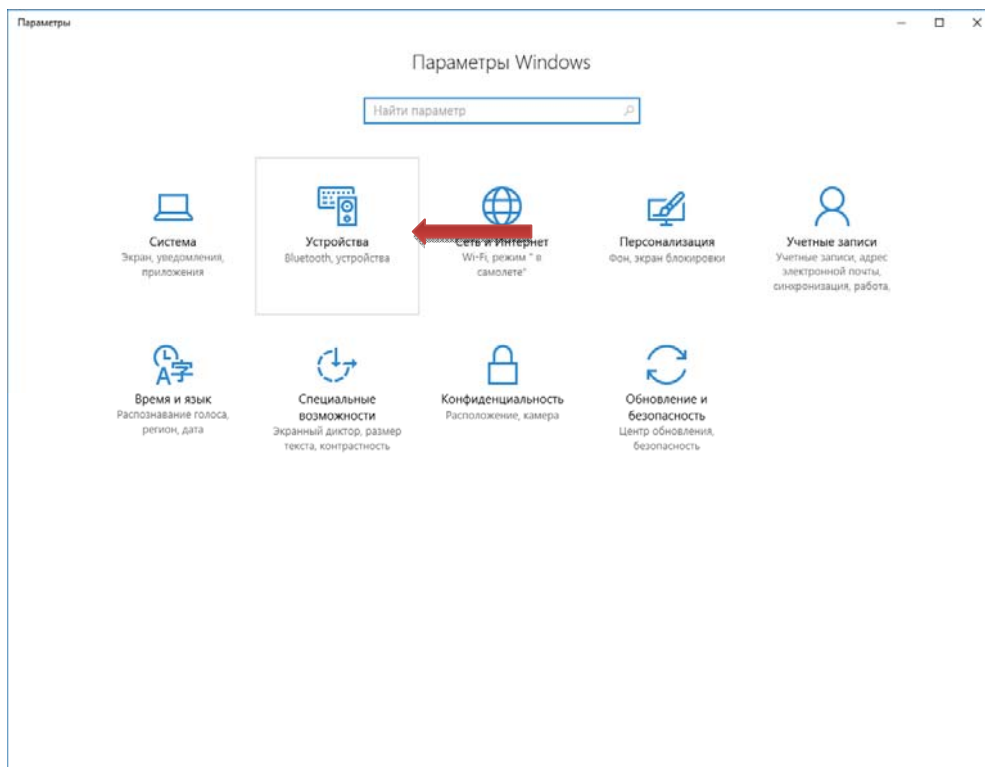 Параметры
Параметры Windows
Найти параметр
Система
Экран, уведомления,
приложения
Устройства
Bluetooth, устройства
Сеть и Интернет
Wi-Fi, режим " в
самолете"
Персонализация
Фон, экран блокировки
Учетные записи
Учетные записи, адрес
электронной почты,
синхронизация, работа,
Время и язык
Распознавание голоса,
регион, дата
Специальные
возможности
Экранный диктор, размер
текста, контрастность
Конфиденциальность
Расположение, камера
Обновление и
безопасность
Центр обновления,
безопасность